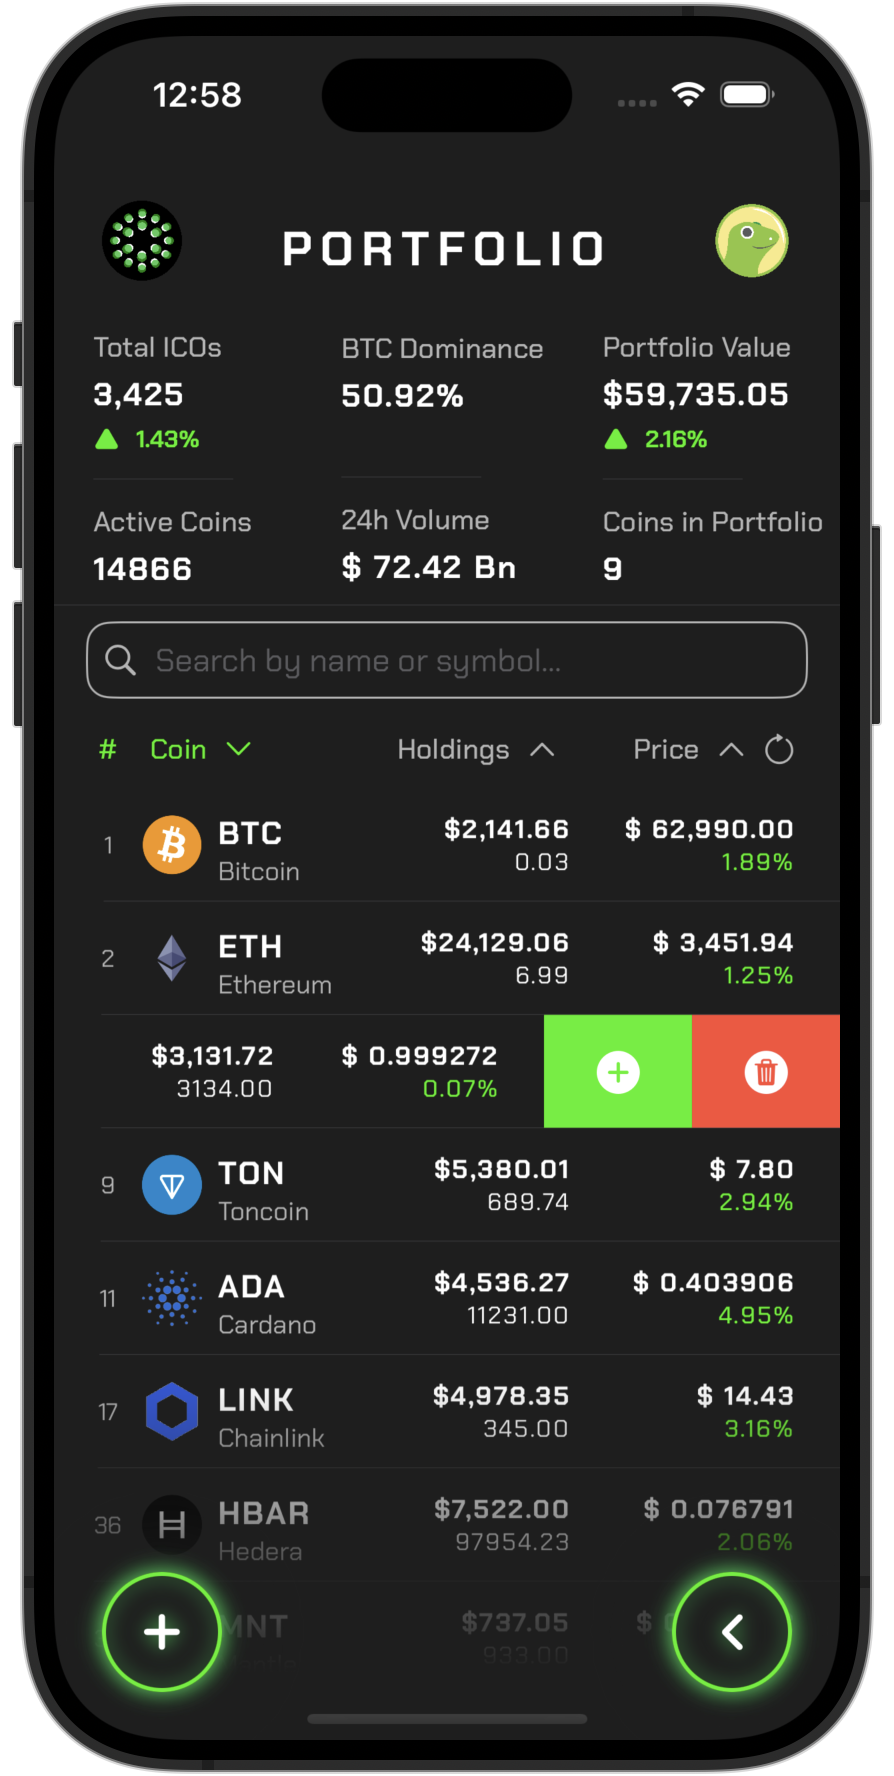 12:58
PORTFOLIO
Total ICOs BTC Dominance Portfolio Value
3,425 50.92% $59,735.05
1.43% 2.16%
Active Coins 24h Volume Coins in Portfolio
14866 $ 72.42 Bn 9
Search by name or symbol...
# Coin Holdings Price
1 BTC $2,141.66 $ 62,990.00
Bitcoin 0.03 1.89%
2 ETH $24,129.06 $ 3,451.94
Ethereum 6.99 1.25%
$3,131.72 $ 0.999272
3134.00 0.07%
9 TON $5,380.01 $ 7.80
Toncoin 689.74 2.94%
11 ADA $4,536.27 $ 0.403906
Cardano 11231.00 4.95%
17 LINK $4,978.35 $ 14.43
Chainlink 345.00 3.16%
36 HBAR $7,522.00 $ 0.076791
Hedera 97954.23 2.06%
MNT $737.05 $
933.00